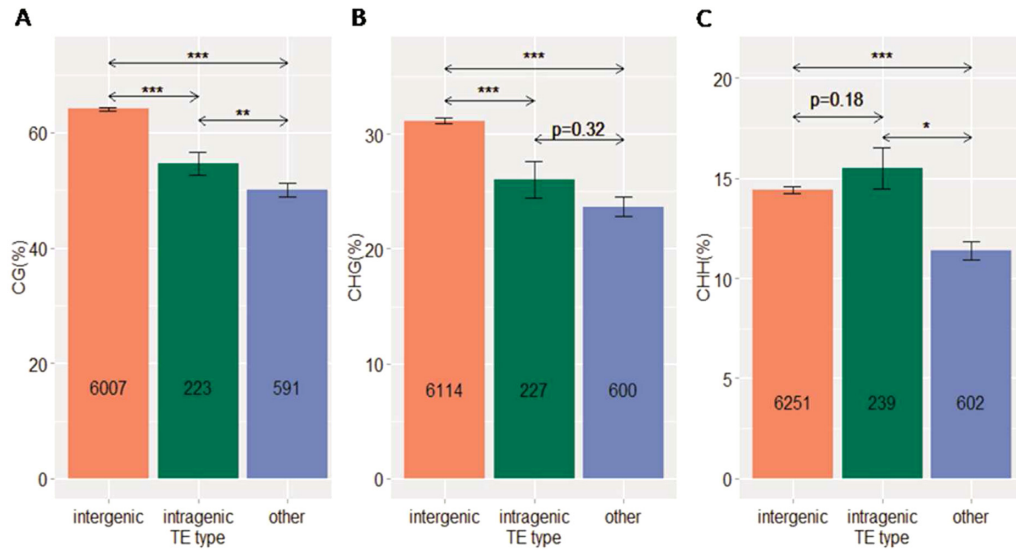 A
CG(%)
60
40
20
0
***
***
**
6007
223
591
intergenic intragenic other
TE type
B
CHG(%)
30
20
10
0
***
***
p=0.32
6114
227
600
intergenic intragenic other
TE type
C
CHH(%)
20
15
10
5
0
***
p=0.18
*
6251
239
602
intergenic intragenic other
TE type